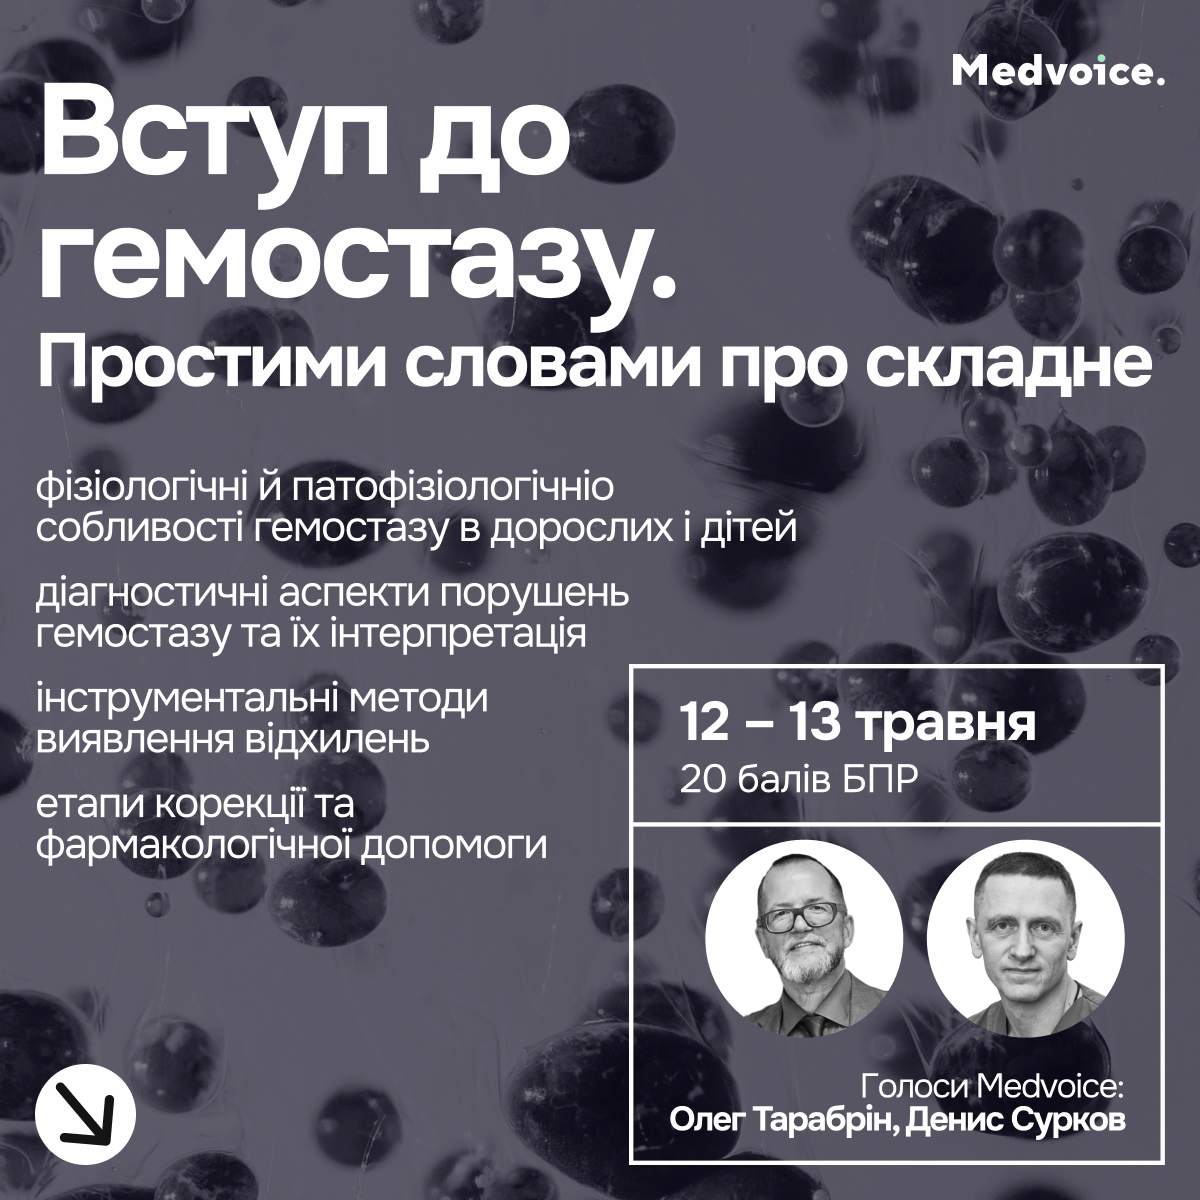 Medvoice.
Вступ до
гемостазу.
Простими словами про складне
фізіологічні й патофізіологічніо
собливості гемостазу в дорослих і дітей
діагностичні аспекти порушень
гемостазу та їх інтерпретація
інструментальні методи
виявлення відхилень
етапи корекції та
фармакологічної допомоги
12 – 13 травня
20 балів БПР
Голоси Medvoice:
Олег Тарабрін, Денис Сурков